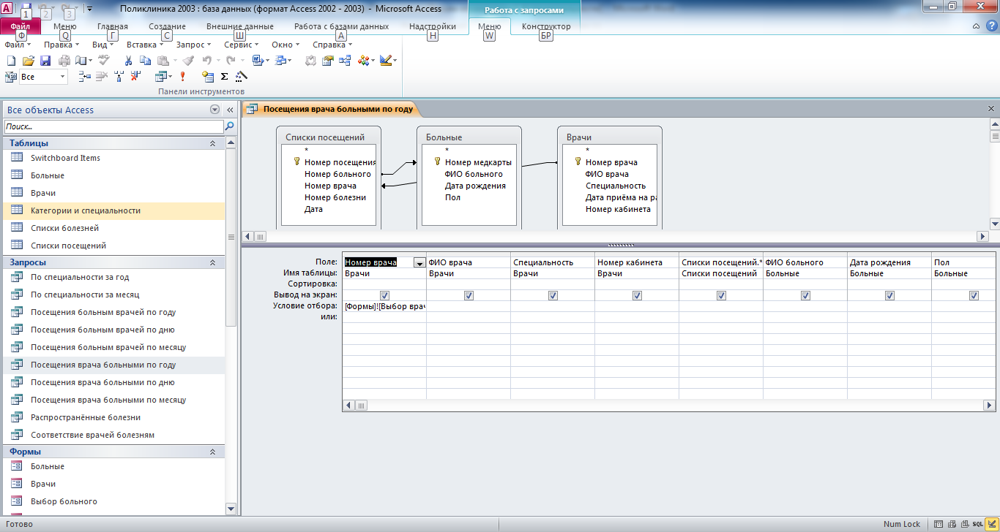 Поликлиника 2003 : база данных (формат Access 2002 - 2003) - Microsoft Access
Работа с запросами
1 2 3
Файл Меню Главная Создание Внешние данные Работа с базами данных Надстройки Меню Конструктор
Ф Q Г С Ш А Н W БР
Файл Правка Вид Вставка Запрос Сервис Окно Справка
Все
Панели инструментов
Все объекты Access
Поиск...
Таблицы
Switchboard Items
Больные
Врачи
Категории и специальности
Списки болезней
Списки посещений
Запросы
По специальности за год
По специальности за месяц
Посещения больным врачей по году
Посещения больным врачей по дню
Посещения больным врачей по месяцу
Посещения врача больными по году
Посещения врача больными по дню
Посещения врача больными по месяцу
Распространённые болезни
Соответствие врачей болезням
Формы
Больные
Врачи
Выбор больного
Посещения врача больными по году
Списки посещений
*
Номер посещения
Номер больного
Номер врача
Номер болезни
Дата
Больные
*
Номер медкарты
ФИО больного
Дата рождения
Пол
Врачи
*
Номер врача
ФИО врача
Специальность
Дата приёма на ра
Номер кабинета
Поле: Номер врача ФИО врача Специальность Номер кабинета Списки посещений.* ФИО больного Дата рождения Пол
Имя таблицы: Врачи Врачи Врачи Врачи Списки посещений Больные Больные Больные
Сортировка:
Вывод на экран:
Условие отбора: [Формы]![Выбор врач
или:
Готово
Num Lock
SQL